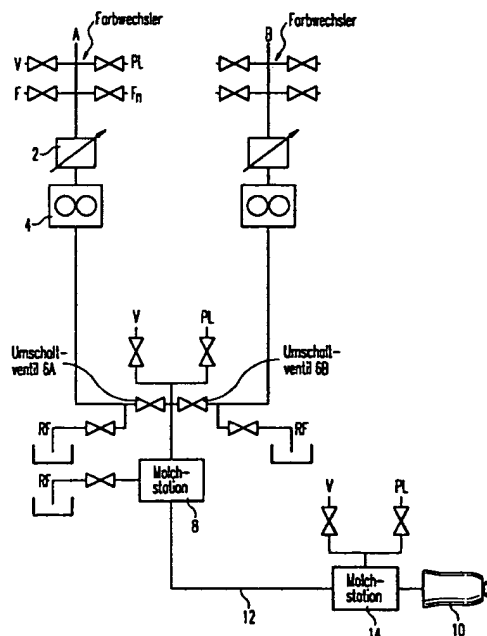 Farbwechsler
Farbwechsler
A
B
V
PL
F
Fn
2
4
V
PL
Umschalt-
ventil 6A
Umschalt-
ventil 6B
RF
RF
RF
Molch-
station
8
V
PL
12
Molch-
station
14
10